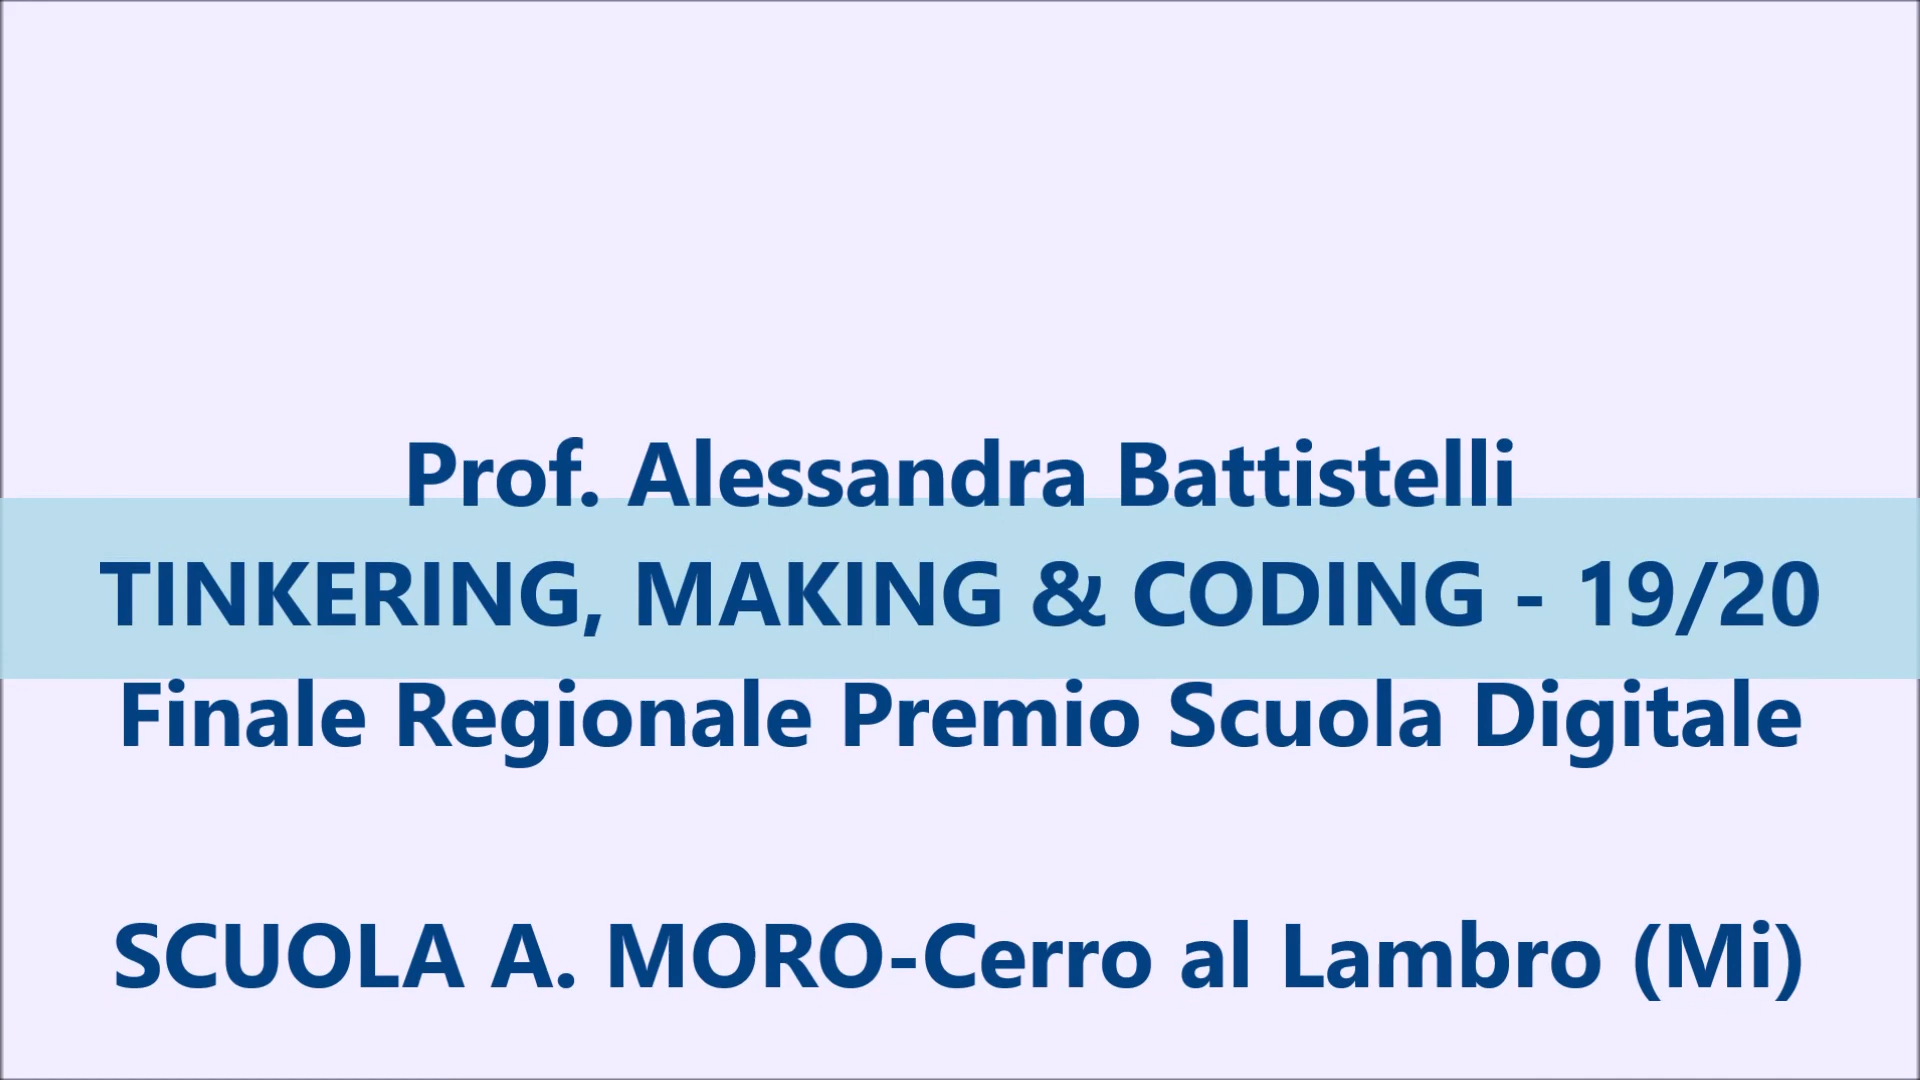 Prof. Alessandra Battistelli
TINKERING, MAKING & CODING - 19/20
Finale Regionale Premio Scuola Digitale
SCUOLA A. MORO-Cerro al Lambro (Mi)